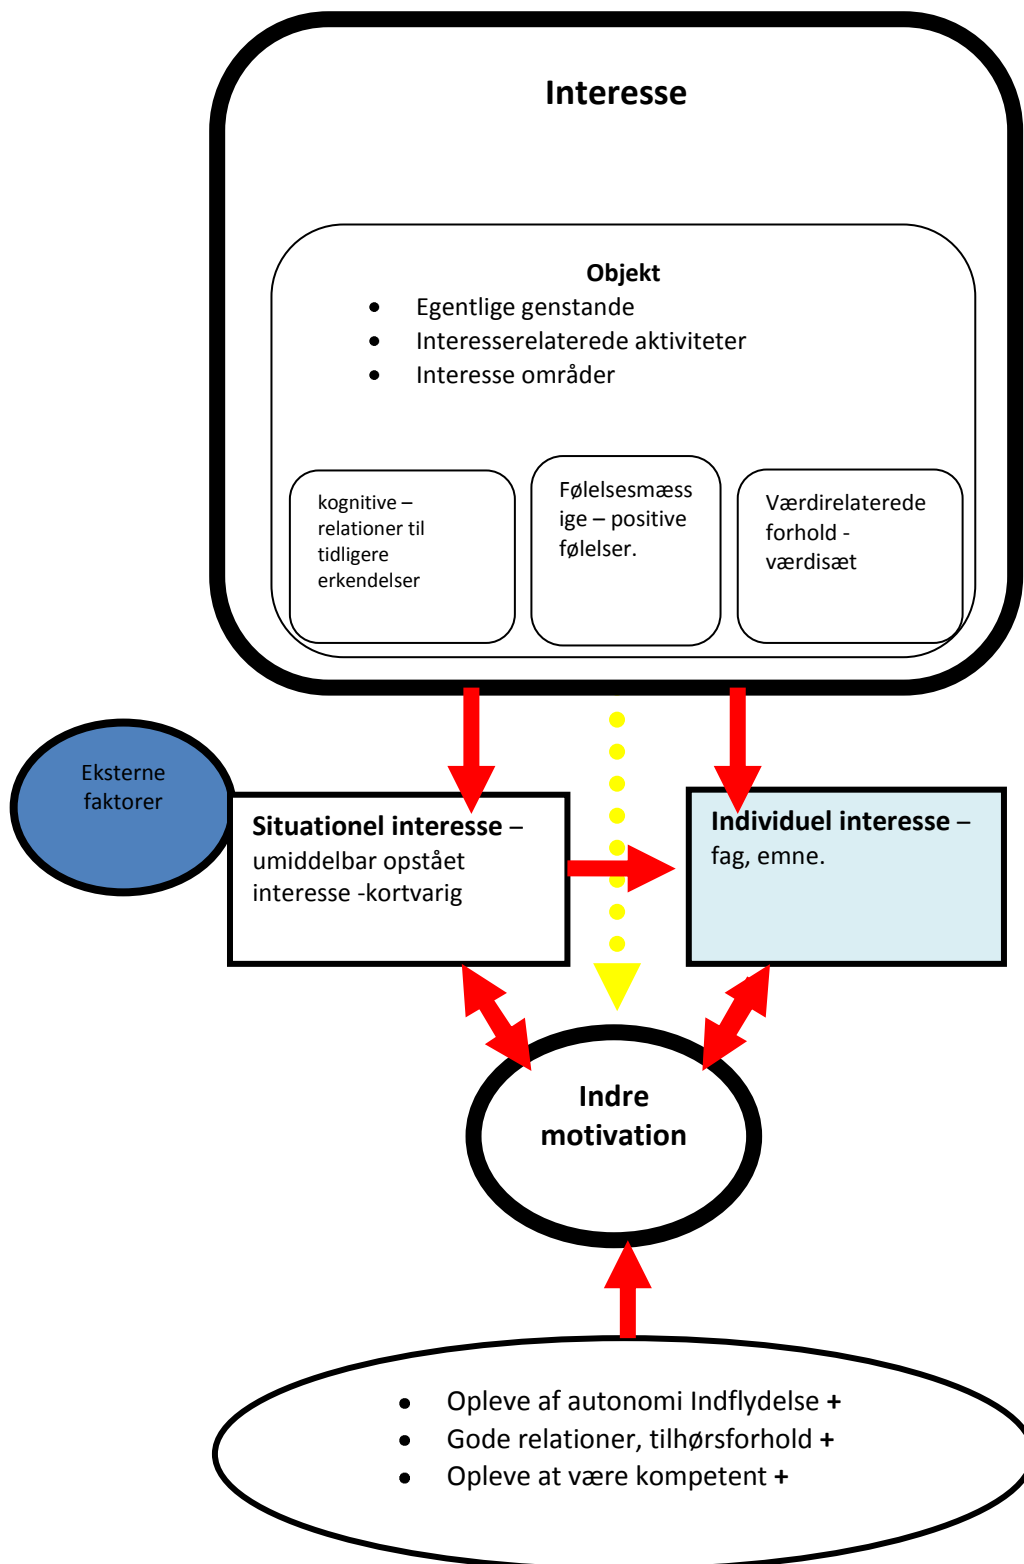 Interesse
Objekt
• Egentlige genstande
• Interesserelaterede aktiviteter
• Interesse områder
kognitive –
relationer til
tidligere
erkendelser
Følelsesmæss
ige – positive
følelser.
Værdirelaterede
forhold -
værdisæt
Eksterne
faktorer
Situationel interesse –
umiddelbar opstået
interesse -kortvarig
Individuel interesse –
fag, emne.
Indre
motivation
• Opleve af autonomi Indflydelse +
• Gode relationer, tilhørsforhold +
• Opleve at være kompetent +